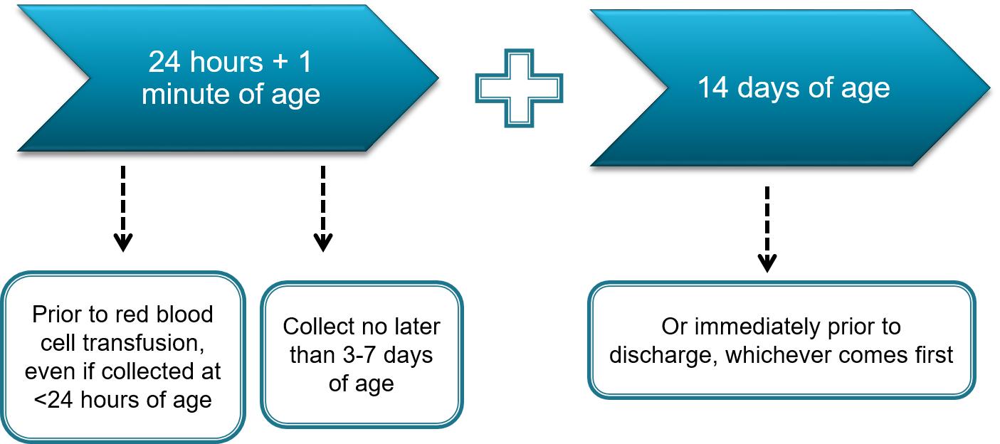 24 hours + 1
minute of age
14 days of age
Prior to red blood
cell transfusion,
even if collected at
<24 hours of age
Collect no later
than 3-7 days
of age
Or immediately prior to
discharge, whichever comes first